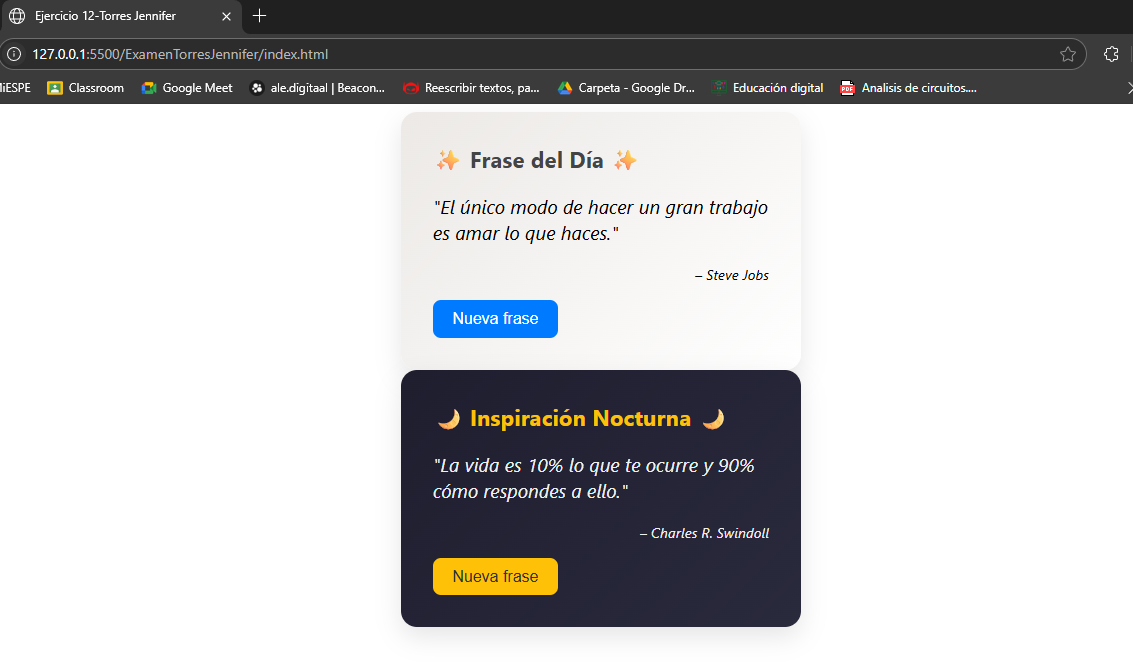 Ejercicio 12-Torres Jennifer
127.0.0.1:5500/ExamenTorresJennifer/index.html
iESPE Classroom Google Meet ale.digitaal | Beacon... Reescribir textos, pa... Carpeta - Google Dr... Educación digital PDF Analisis de circuitos....
✨ Frase del Día ✨
"El único modo de hacer un gran trabajo
es amar lo que haces."
– Steve Jobs
Nueva frase
🌙 Inspiración Nocturna 🌙
"La vida es 10% lo que te ocurre y 90%
cómo respondes a ello."
– Charles R. Swindoll
Nueva frase